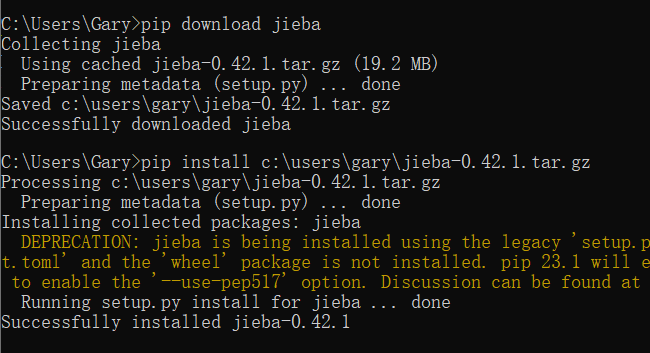 C:\Users\Gary>pip download jieba
Collecting jieba
  Using cached jieba-0.42.1.tar.gz (19.2 MB)
  Preparing metadata (setup.py) ... done
Saved c:\users\gary\jieba-0.42.1.tar.gz
Successfully downloaded jieba

C:\Users\Gary>pip install c:\users\gary\jieba-0.42.1.tar.gz
Processing c:\users\gary\jieba-0.42.1.tar.gz
  Preparing metadata (setup.py) ... done
Installing collected packages: jieba
  DEPRECATION: jieba is being installed using the legacy 'setup.p
t.toml' and the 'wheel' package is not installed. pip 23.1 will e
 to enable the '--use-pep517' option. Discussion can be found at
  Running setup.py install for jieba ... done
Successfully installed jieba-0.42.1